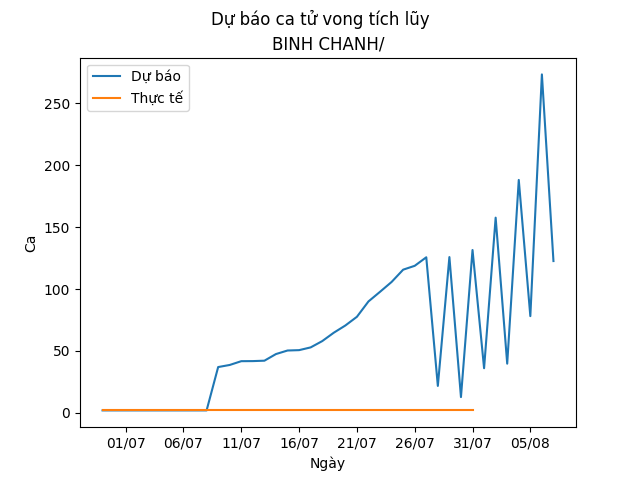 Dự báo ca tử vong tích lũy
BINH CHANH/
Dự báo
Thực tế
Ca
250
200
150
100
50
0
01/07 06/07 11/07 16/07 21/07 26/07 31/07 05/08
Ngày